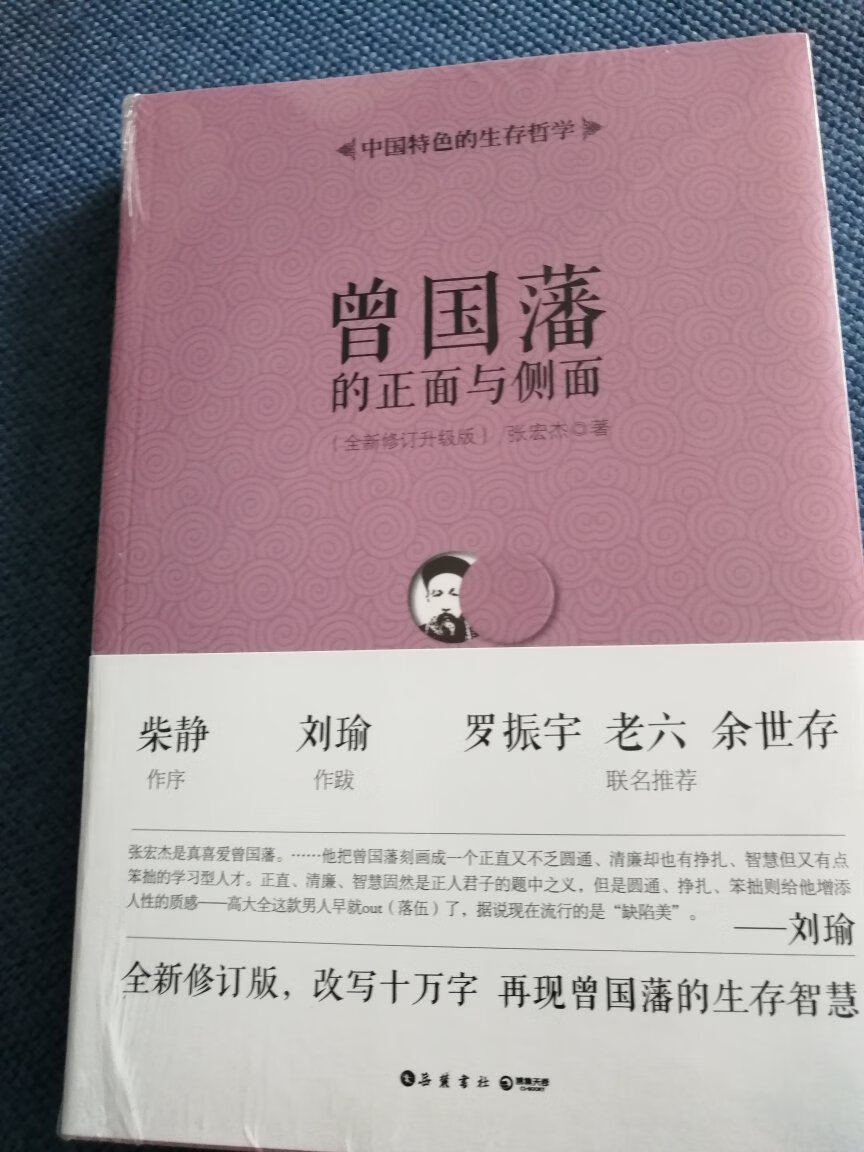 中国特色的生存哲学
曾国藩
的正面与侧面
（全新修订升级版） 张宏杰◎著
柴静 刘瑜 罗振宇 老六 余世存
作序 作跋 联名推荐
张宏杰是真喜爱曾国藩。……他把曾国藩刻画成一个正直又不乏圆通、清廉却也有挣扎、智慧但又有点
笨拙的学习型人才。正直、清廉、智慧固然是正人君子的题中之义，但是圆通、挣扎、笨拙则给他增添
人性的质感——高大全这款男人早就out（落伍）了，据说现在流行的是“缺陷美”。
——刘瑜
全新修订版，改写十万字 再现曾国藩的生存智慧
岳麓书社 博集天卷
CS-BOOKY